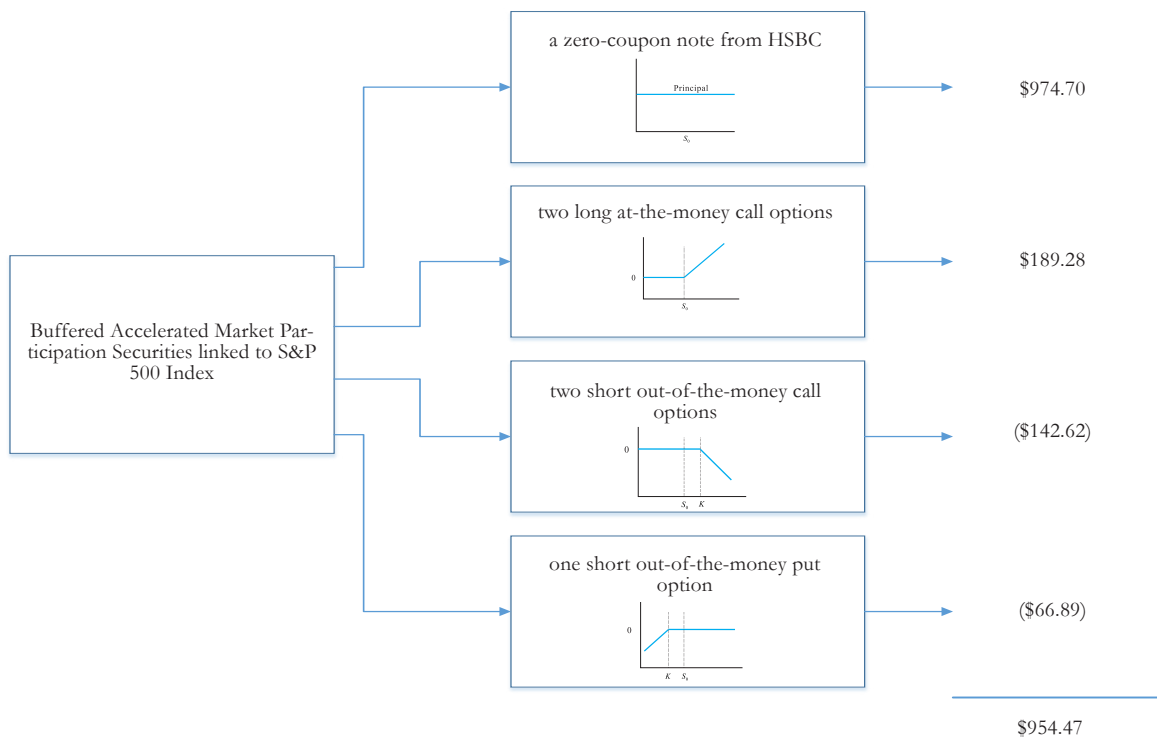 a zero-coupon note from HSBC
Principal
S₀
$974.70
two long at-the-money call options
0
S₀
$189.28
Buffered Accelerated Market Par-
ticipation Securities linked to S&P
500 Index
two short out-of-the-money call
options
0
S₀ K
($142.62)
one short out-of-the-money put
option
0
K S₀
($66.89)
$954.47